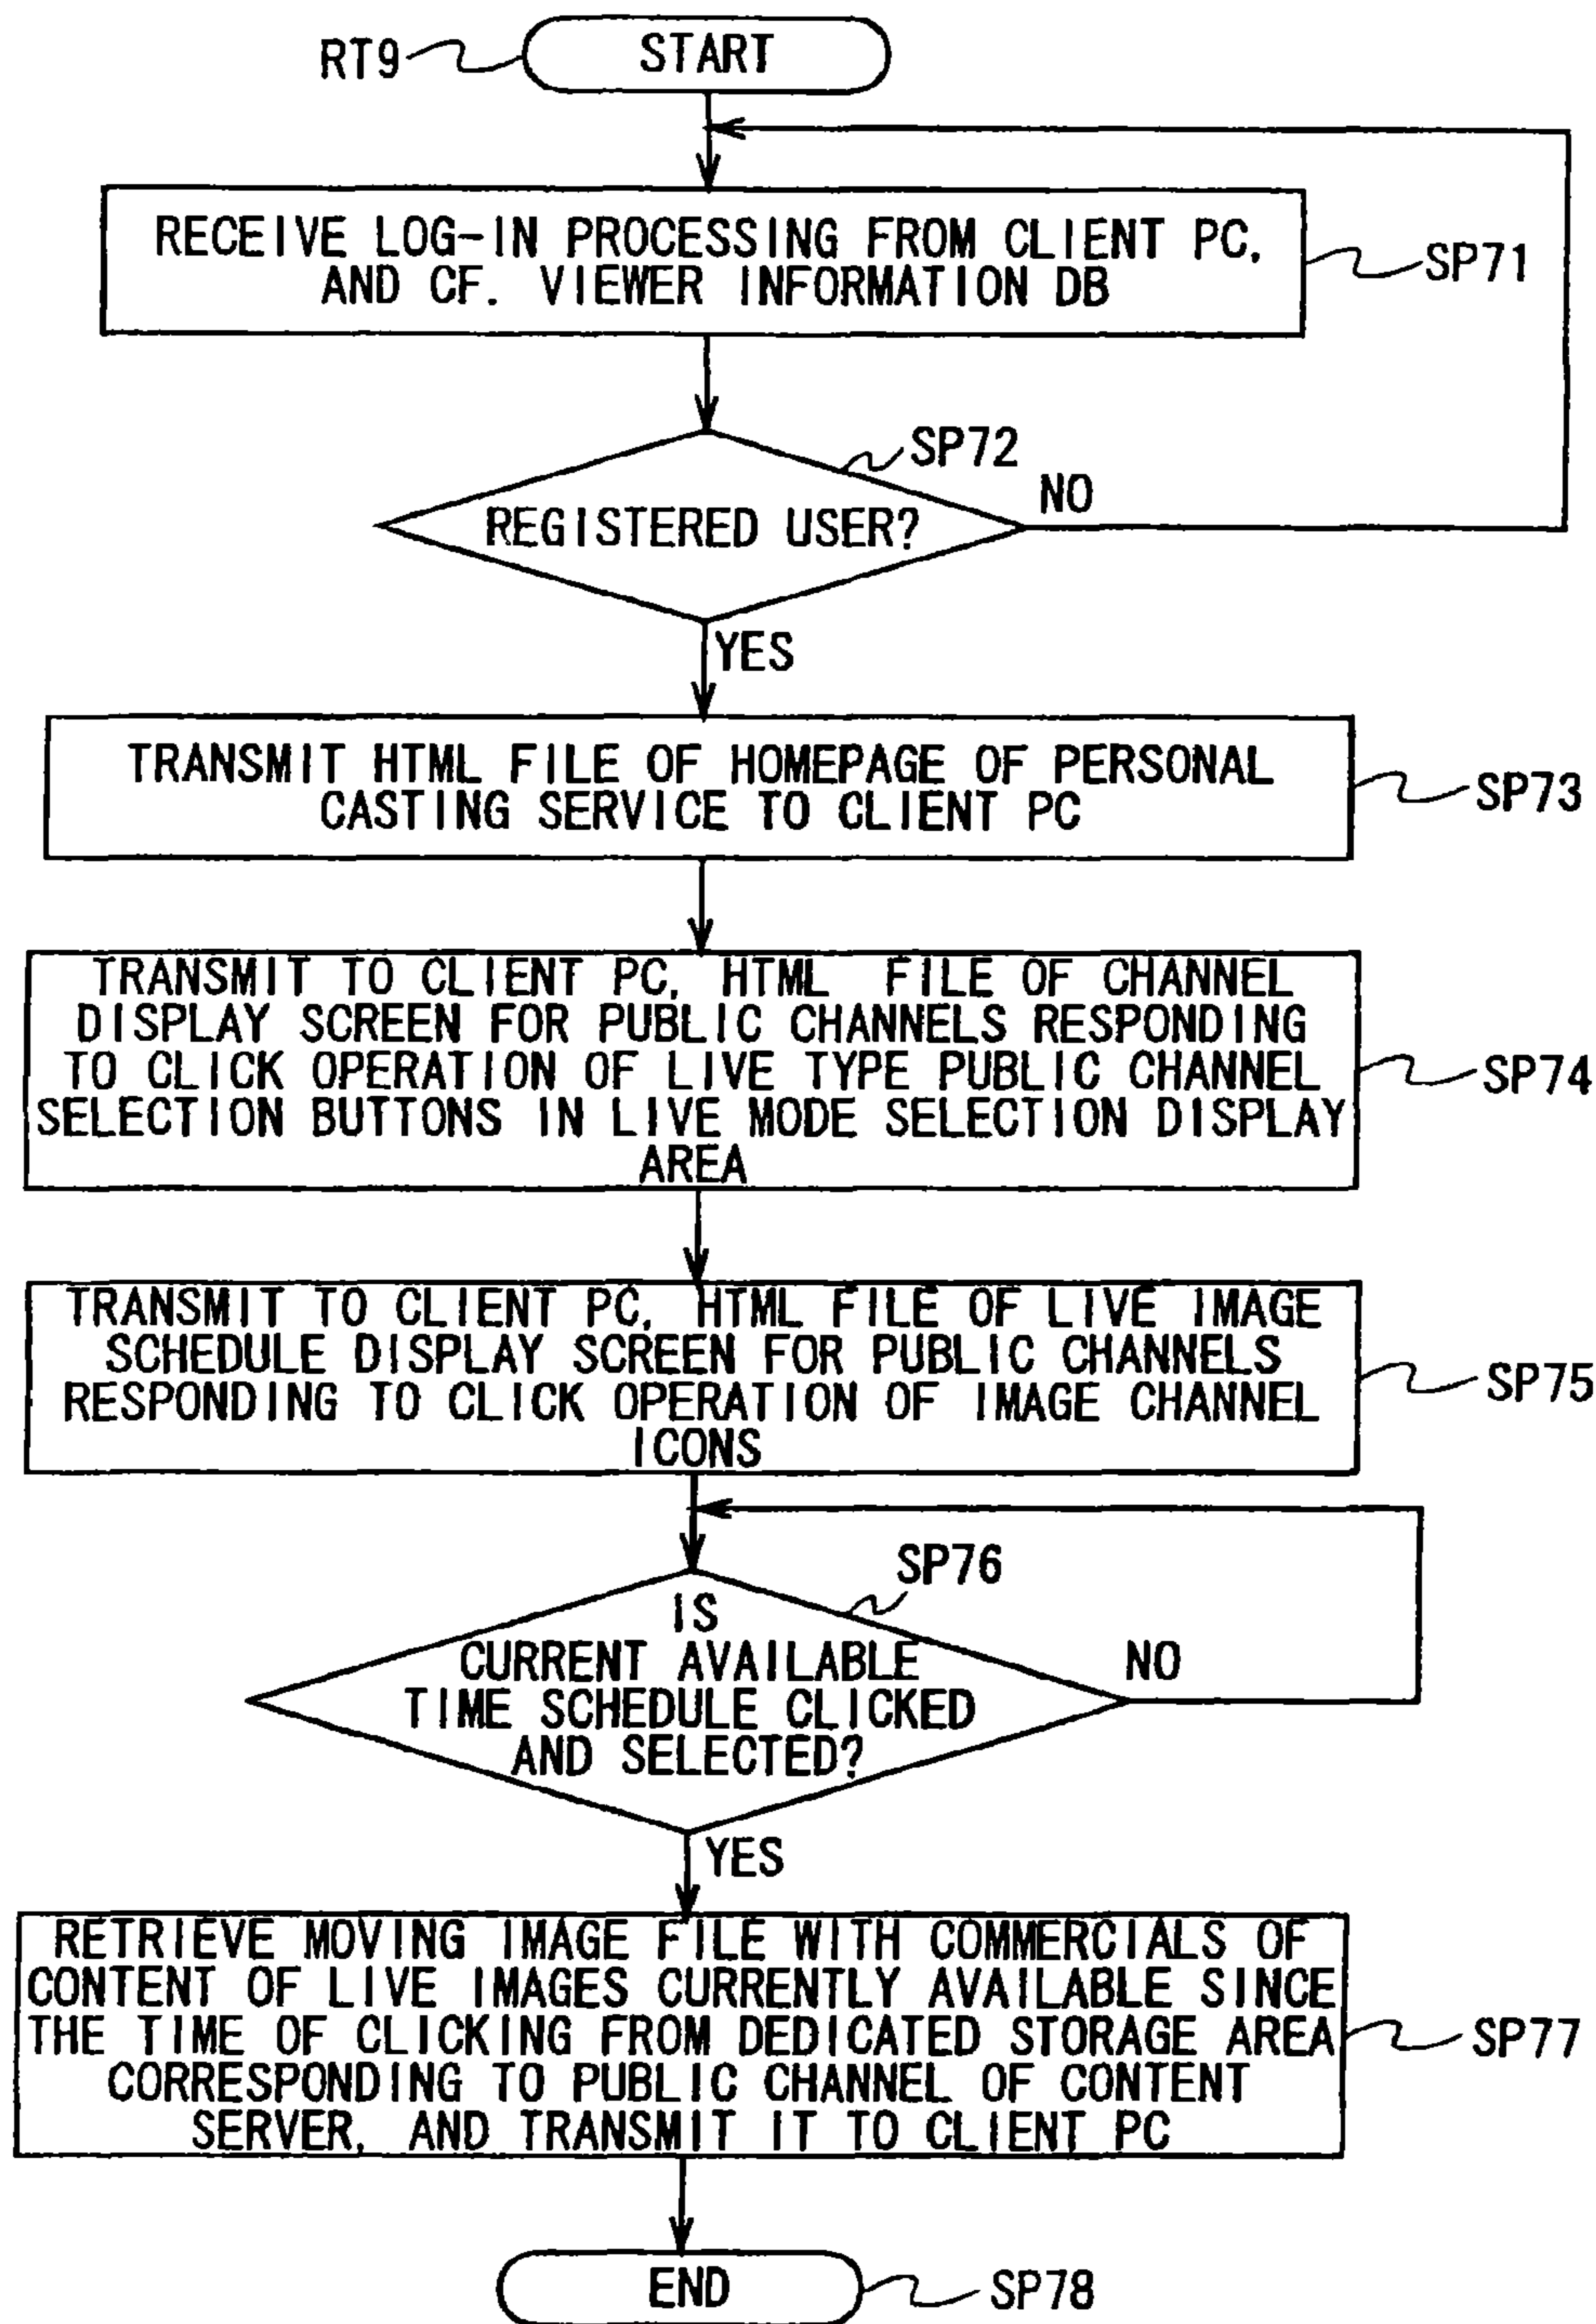 RT9
START
RECEIVE LOG-IN PROCESSING FROM CLIENT PC,
AND CF. VIEWER INFORMATION DB
SP71
SP72
REGISTERED USER?
NO
YES
TRANSMIT HTML FILE OF HOMEPAGE OF PERSONAL
CASTING SERVICE TO CLIENT PC
SP73
TRANSMIT TO CLIENT PC, HTML FILE OF CHANNEL
DISPLAY SCREEN FOR PUBLIC CHANNELS RESPONDING
TO CLICK OPERATION OF LIVE TYPE PUBLIC CHANNEL
SELECTION BUTTONS IN LIVE MODE SELECTION DISPLAY
AREA
SP74
TRANSMIT TO CLIENT PC, HTML FILE OF LIVE IMAGE
SCHEDULE DISPLAY SCREEN FOR PUBLIC CHANNELS
RESPONDING TO CLICK OPERATION OF IMAGE CHANNEL
ICONS
SP75
SP76
IS
CURRENT AVAILABLE
TIME SCHEDULE CLICKED
AND SELECTED?
NO
YES
RETRIEVE MOVING IMAGE FILE WITH COMMERCIALS OF
CONTENT OF LIVE IMAGES CURRENTLY AVAILABLE SINCE
THE TIME OF CLICKING FROM DEDICATED STORAGE AREA
CORRESPONDING TO PUBLIC CHANNEL OF CONTENT
SERVER, AND TRANSMIT IT TO CLIENT PC
SP77
END
SP78